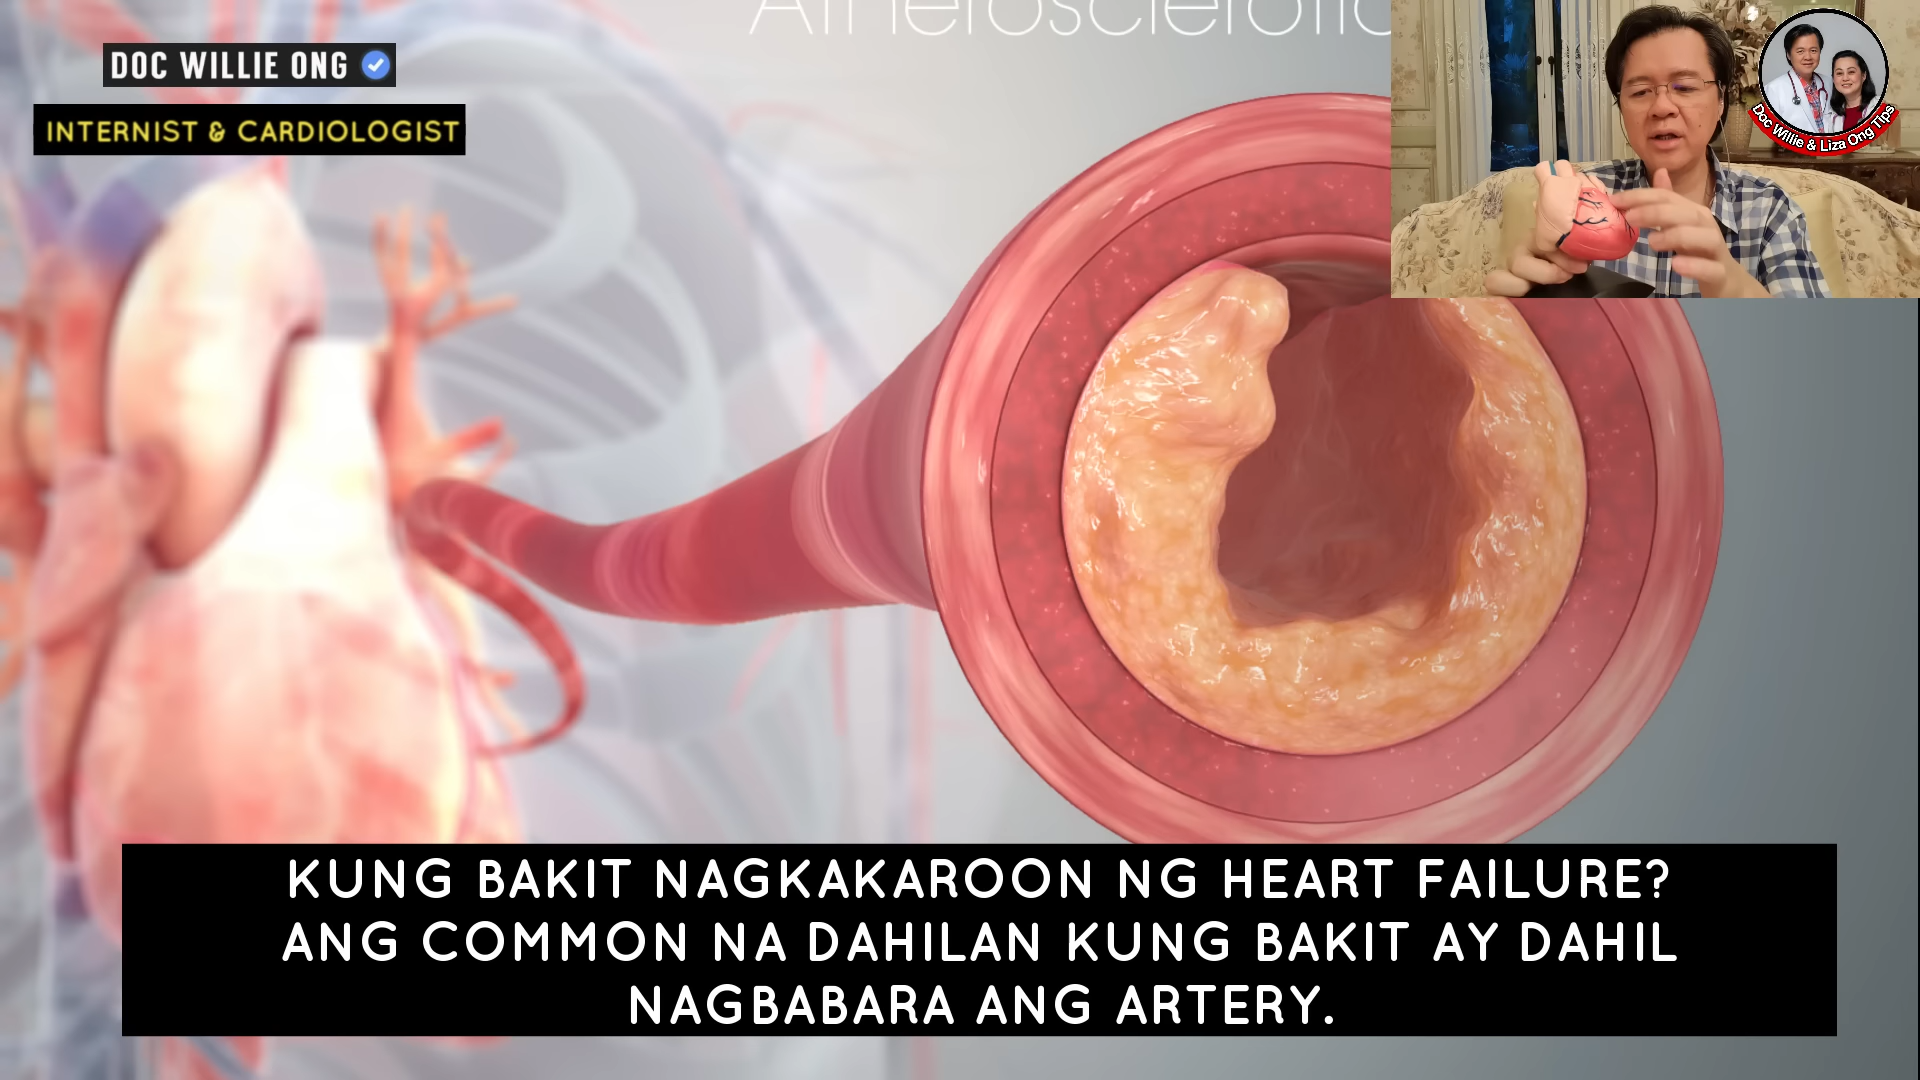 Atherosclerotic
DOC WILLIE ONG
INTERNIST & CARDIOLOGIST
Doc Willie & Liza Ong Tips
KUNG BAKIT NAGKAKAROON NG HEART FAILURE?
ANG COMMON NA DAHILAN KUNG BAKIT AY DAHIL
NAGBABARA ANG ARTERY.